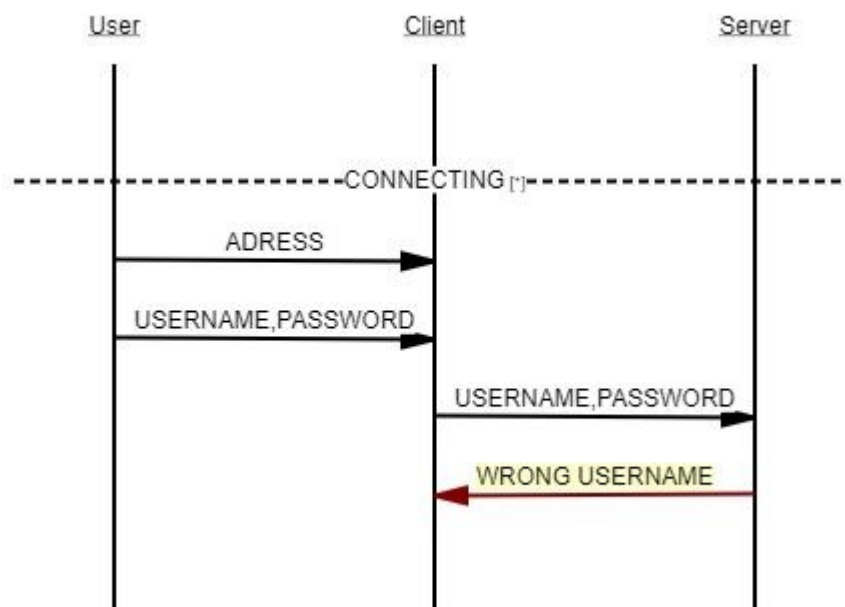 User Client Server
CONNECTING [*]
ADRESS
USERNAME,PASSWORD
USERNAME,PASSWORD
WRONG USERNAME